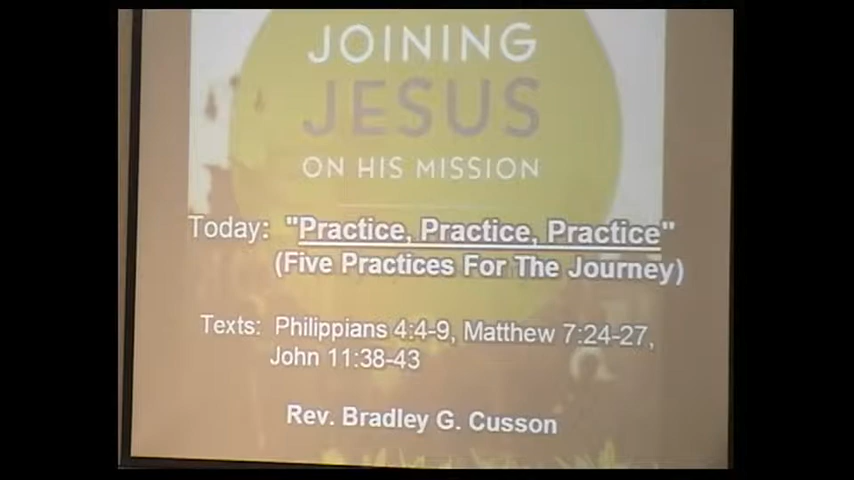 JOINING
JESUS
ON HIS MISSION
Today: "Practice, Practice, Practice"
(Five Practices For The Journey)
Texts: Philippians 4:4-9, Matthew 7:24-27,
John 11:38-43
Rev. Bradley G. Cusson